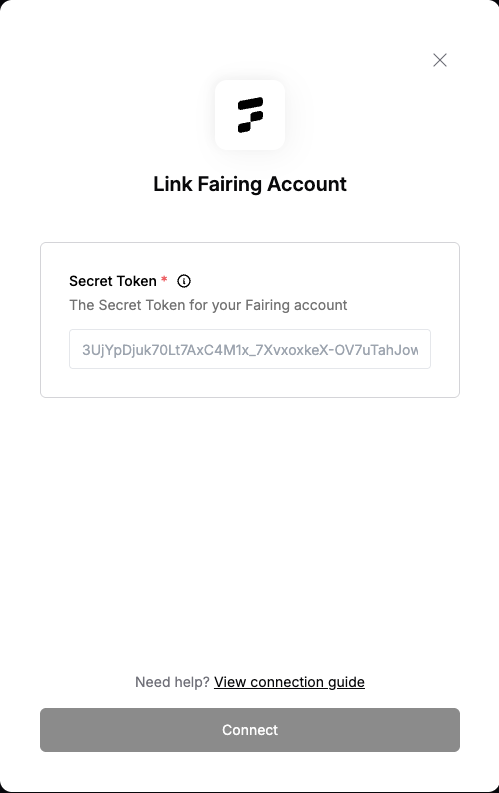 Link Fairing Account
Secret Token *
The Secret Token for your Fairing account
3UjYpDjuk70Lt7AxC4M1x_7XvxoxkeX-OV7uTahJow
Need help? View connection guide
Connect